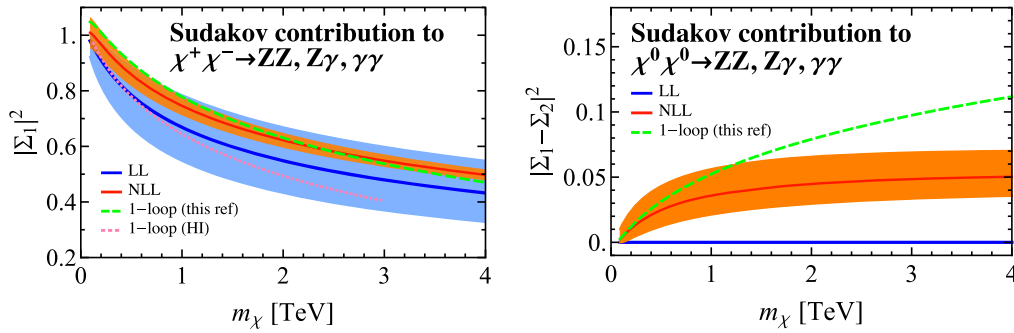 Sudakov contribution to
χ⁺χ⁻→ZZ, Zγ, γγ
|Σ₁|²
1.
0.8
0.6
0.4
0.2
LL
NLL
1−loop (this ref)
1−loop (HI)
0
1
2
3
4
mχ [TeV]
Sudakov contribution to
χ⁰χ⁰→ZZ, Zγ, γγ
LL
NLL
1−loop (this ref)
|Σ₁−Σ₂|²
0.15
0.1
0.05
0.
0
1
2
3
4
mχ [TeV]